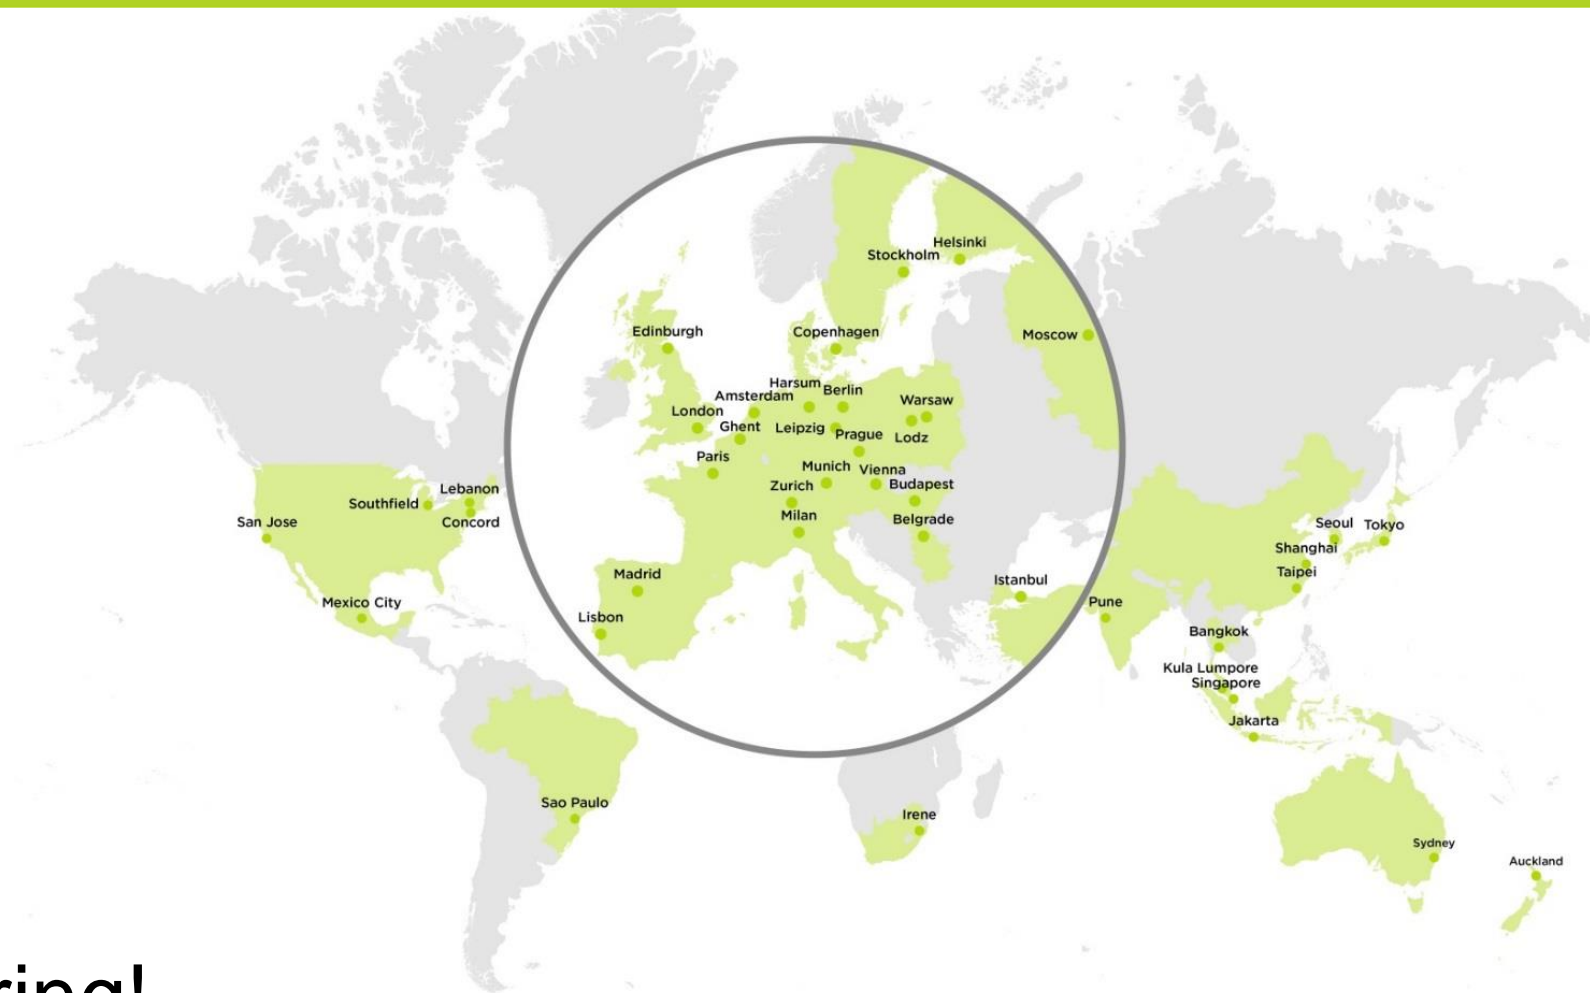 Helsinki
Stockholm
Edinburgh
Copenhagen
Moscow
Harsum
Berlin
Amsterdam
Warsaw
London
Ghent
Leipzig
Prague
Lodz
Paris
Munich
Vienna
Zurich
Budapest
Milan
Belgrade
Madrid
Istanbul
Lisbon
Lebanon
Southfield
San Jose
Concord
Mexico City
Sao Paulo
Irene
Seoul
Tokyo
Shanghai
Taipei
Pune
Bangkok
Kula Lumpore
Singapore
Jakarta
Sydney
Auckland
ring!